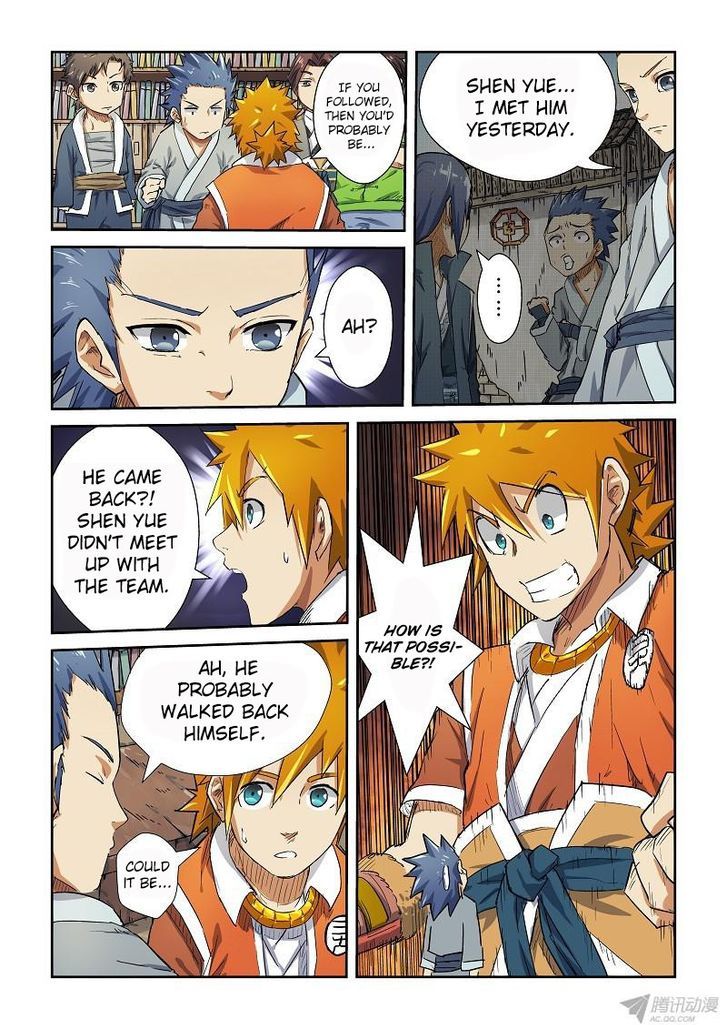 IF YOU
FOLLOWED,
THEN YOU'D
PROBABLY
BE...
SHEN YUE...
I MET HIM
YESTERDAY.
......
AH?
HE CAME
BACK?!
SHEN YUE
DIDN'T MEET
UP WITH
THE TEAM.
HOW IS
THAT POSSI-
BLE?!
AH, HE
PROBABLY
WALKED BACK
HIMSELF.
COULD
IT BE...
腾讯动漫
AC.QQ.COM